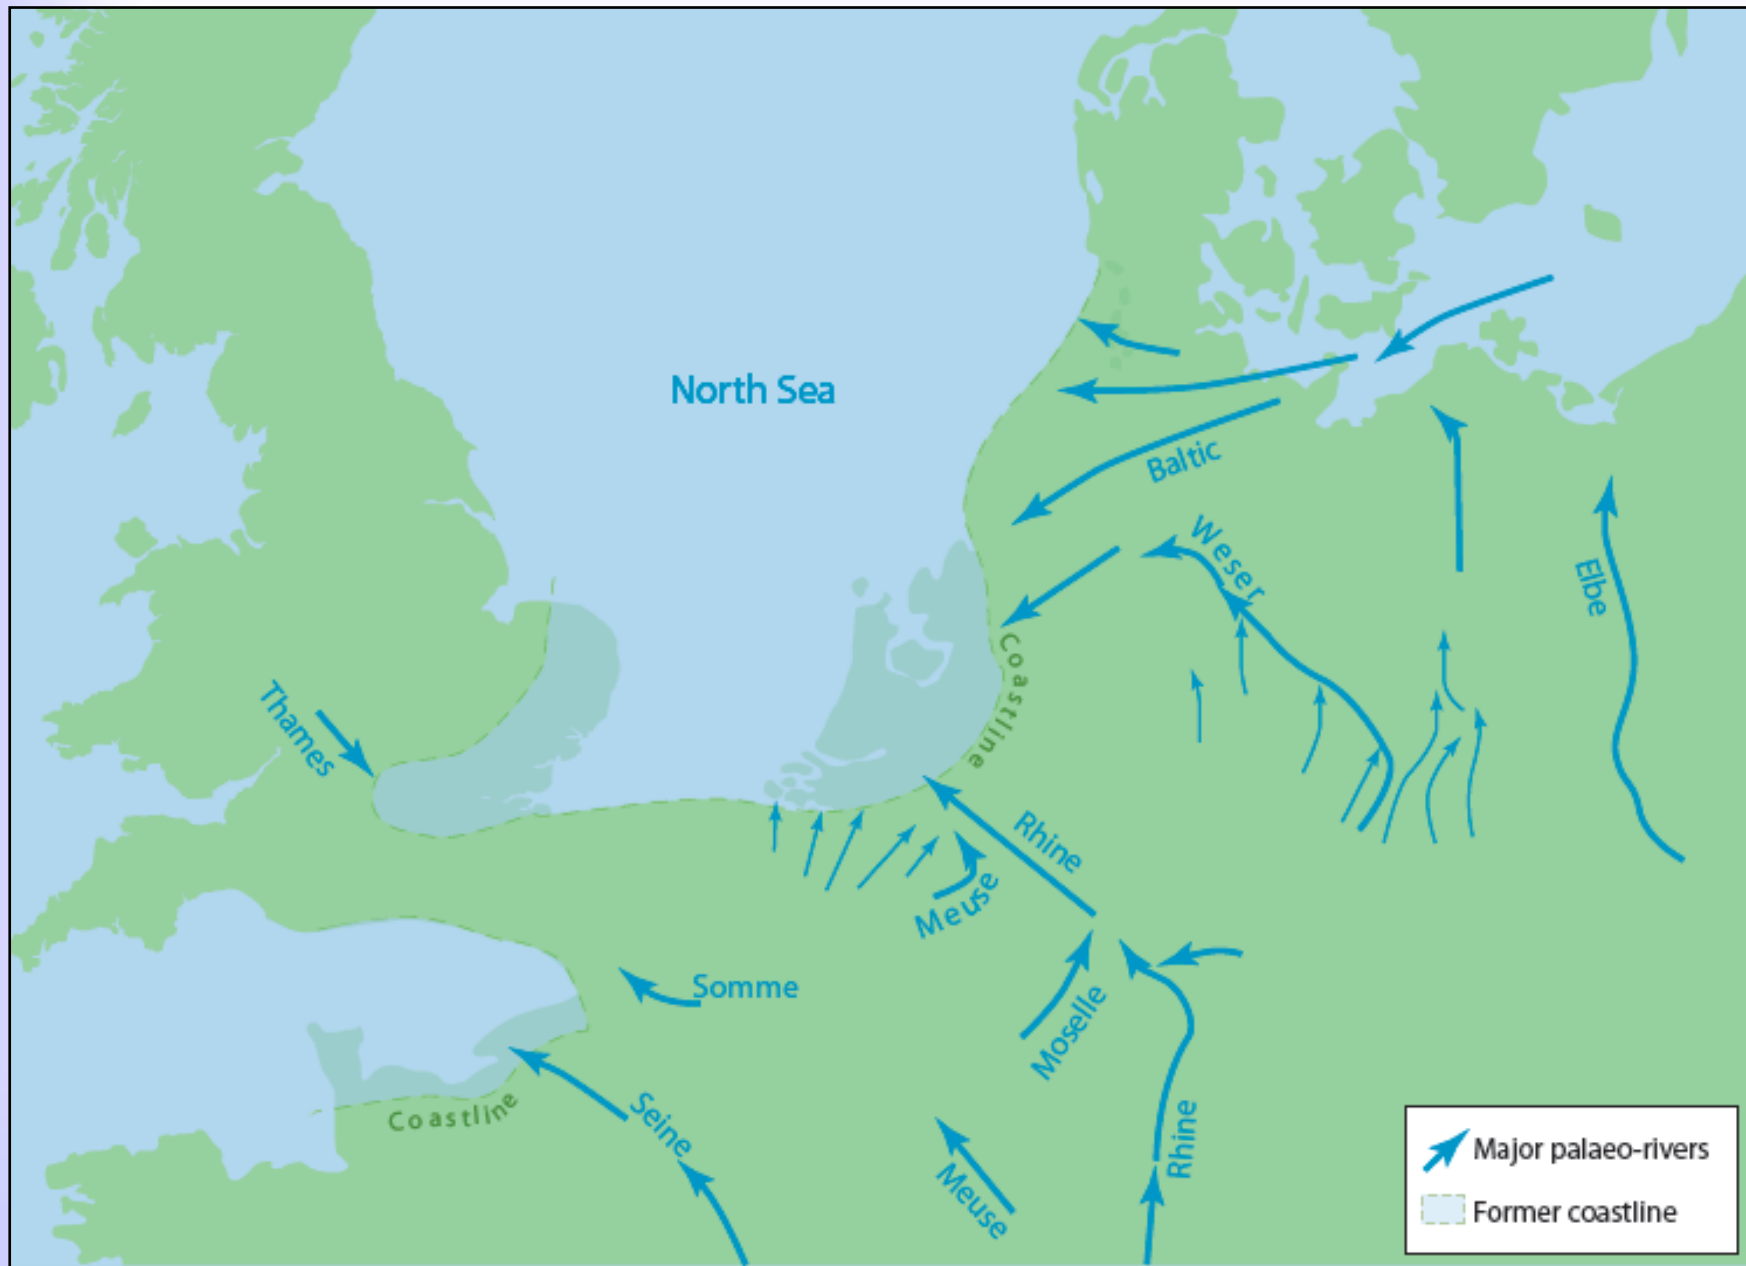 North Sea
Baltic
Weser
Elbe
Coastline
Thames
Rhine
Meuse
Somme
Moselle
Seine
Coastline
Meuse
Rhine
Major palaeo-rivers
Former coastline